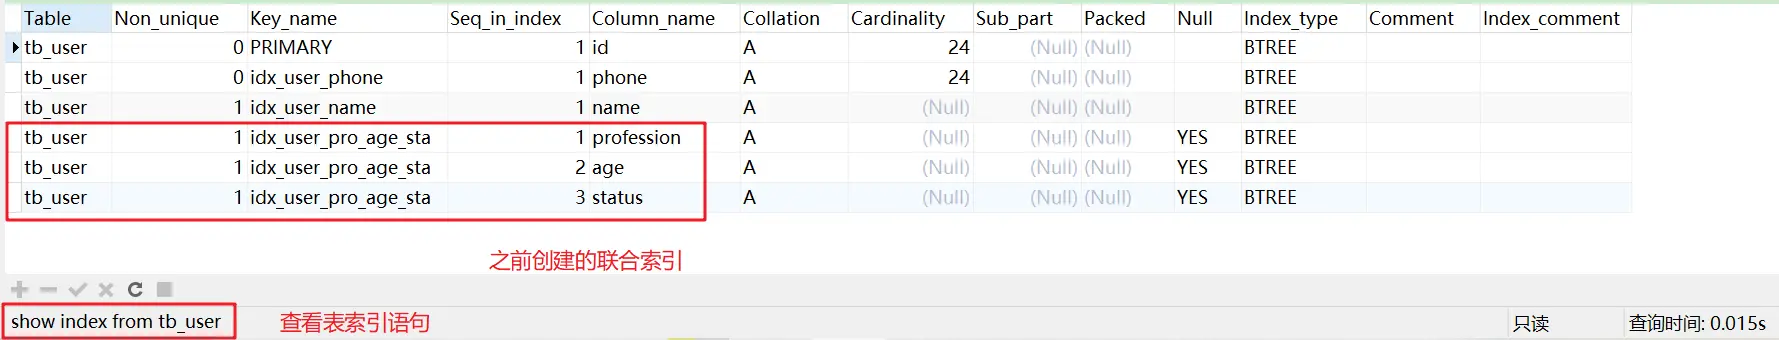 Table Non_unique Key_name Seq_in_index Column_name Collation Cardinality Sub_part Packed Null Index_type Comment Index_comment
tb_user 0 PRIMARY 1 id A 24 (Null) (Null) BTREE
tb_user 0 idx_user_phone 1 phone A 24 (Null) (Null) BTREE
tb_user 1 idx_user_name 1 name A (Null) (Null) (Null) BTREE
tb_user 1 idx_user_pro_age_sta 1 profession A (Null) (Null) (Null) YES BTREE
tb_user 1 idx_user_pro_age_sta 2 age A (Null) (Null) (Null) YES BTREE
tb_user 1 idx_user_pro_age_sta 3 status A (Null) (Null) (Null) YES BTREE
之前创建的联合索引
show index from tb_user 查看表索引语句 只读 查询时间: 0.015s